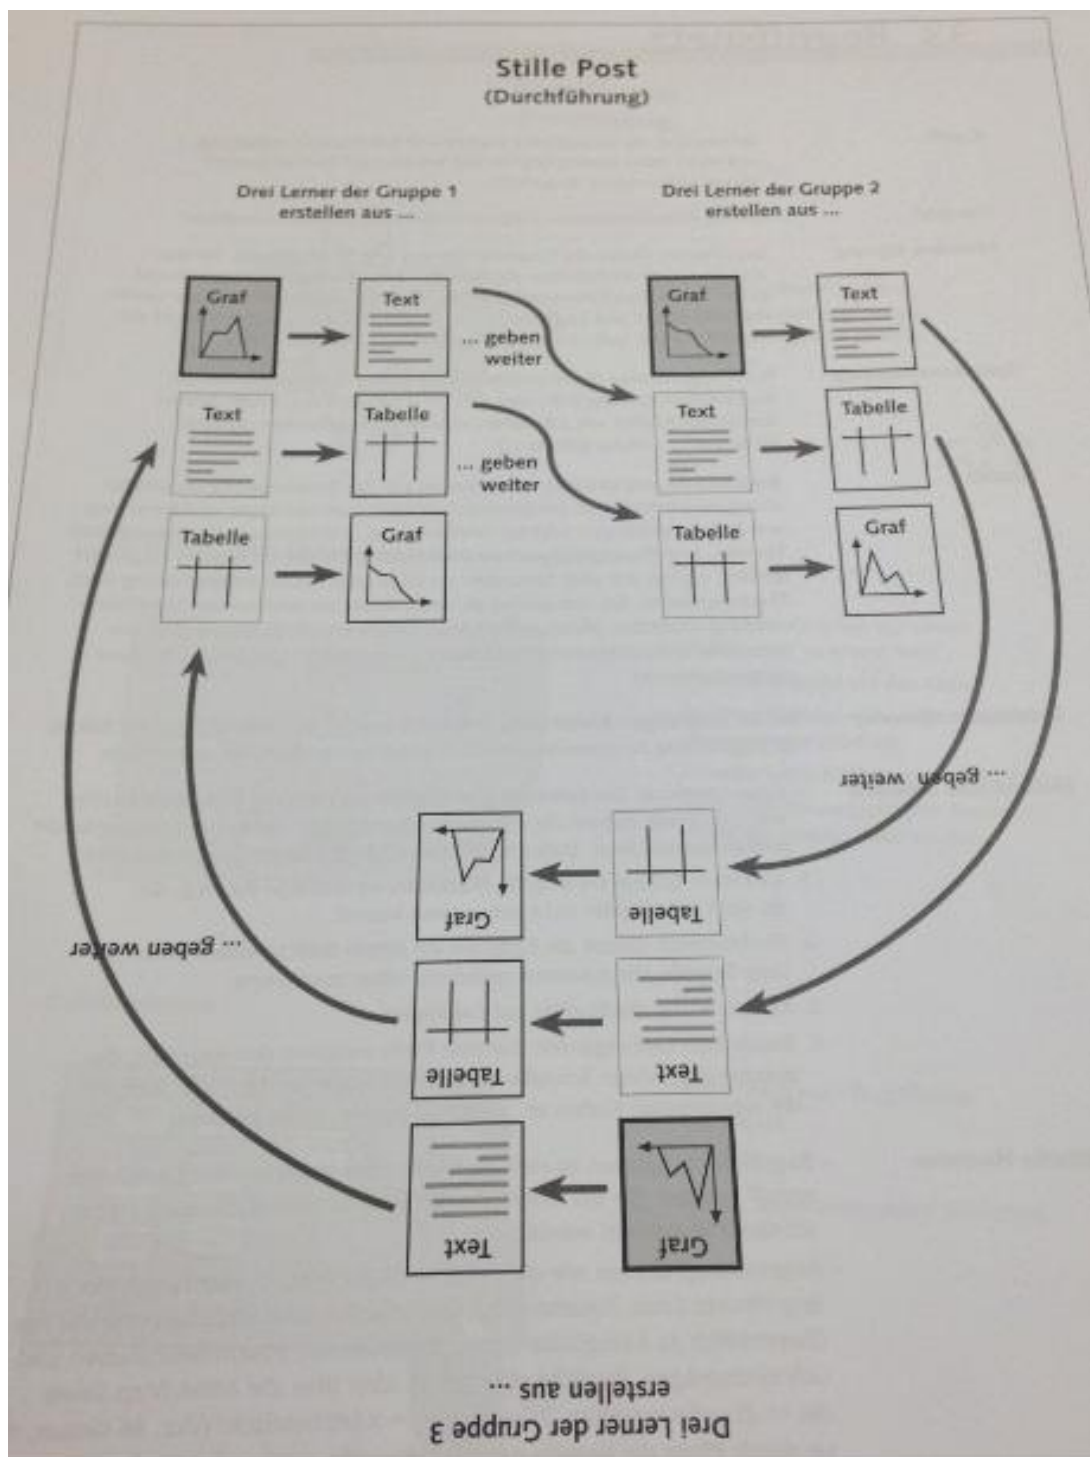 Stille Post
(Durchführung)
Drei Lerner der Gruppe 1
erstellen aus ...
Drei Lerner der Gruppe 2
erstellen aus ...
Graf
Text
... geben
weiter
Graf
Text
Text
Tabelle
... geben
weiter
Text
Tabelle
Tabelle
Graf
Tabelle
Graf
... geben weiter
Tabelle
Graf
... geben weiter
Text
Tabelle
Graf
Text
Drei Lerner der Gruppe 3
erstellen aus ...